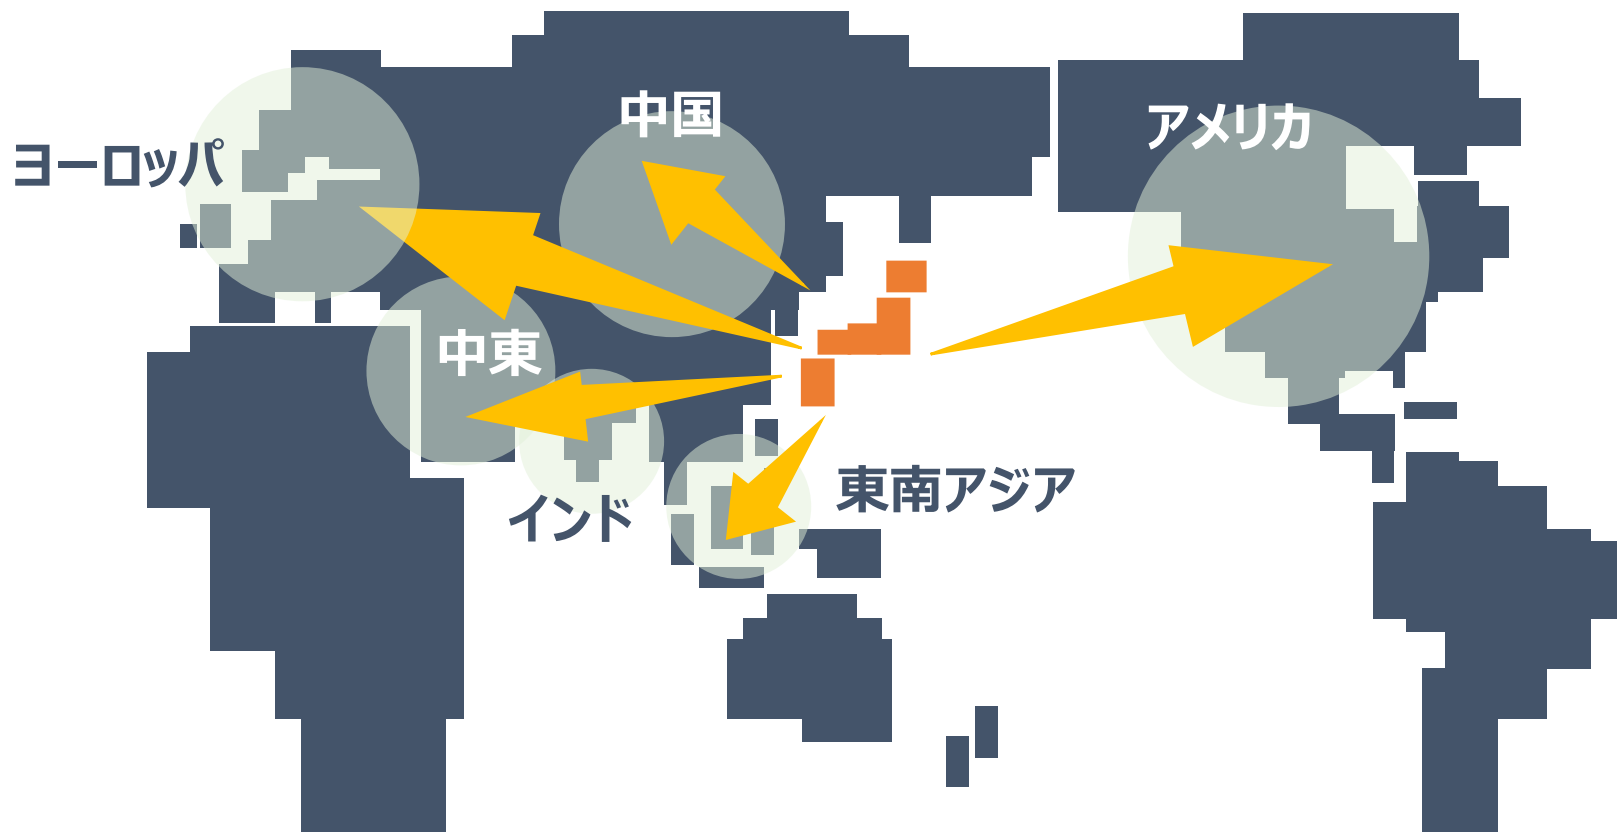 中国
アメリカ
ヨーロッパ
中東
東南アジア
インド